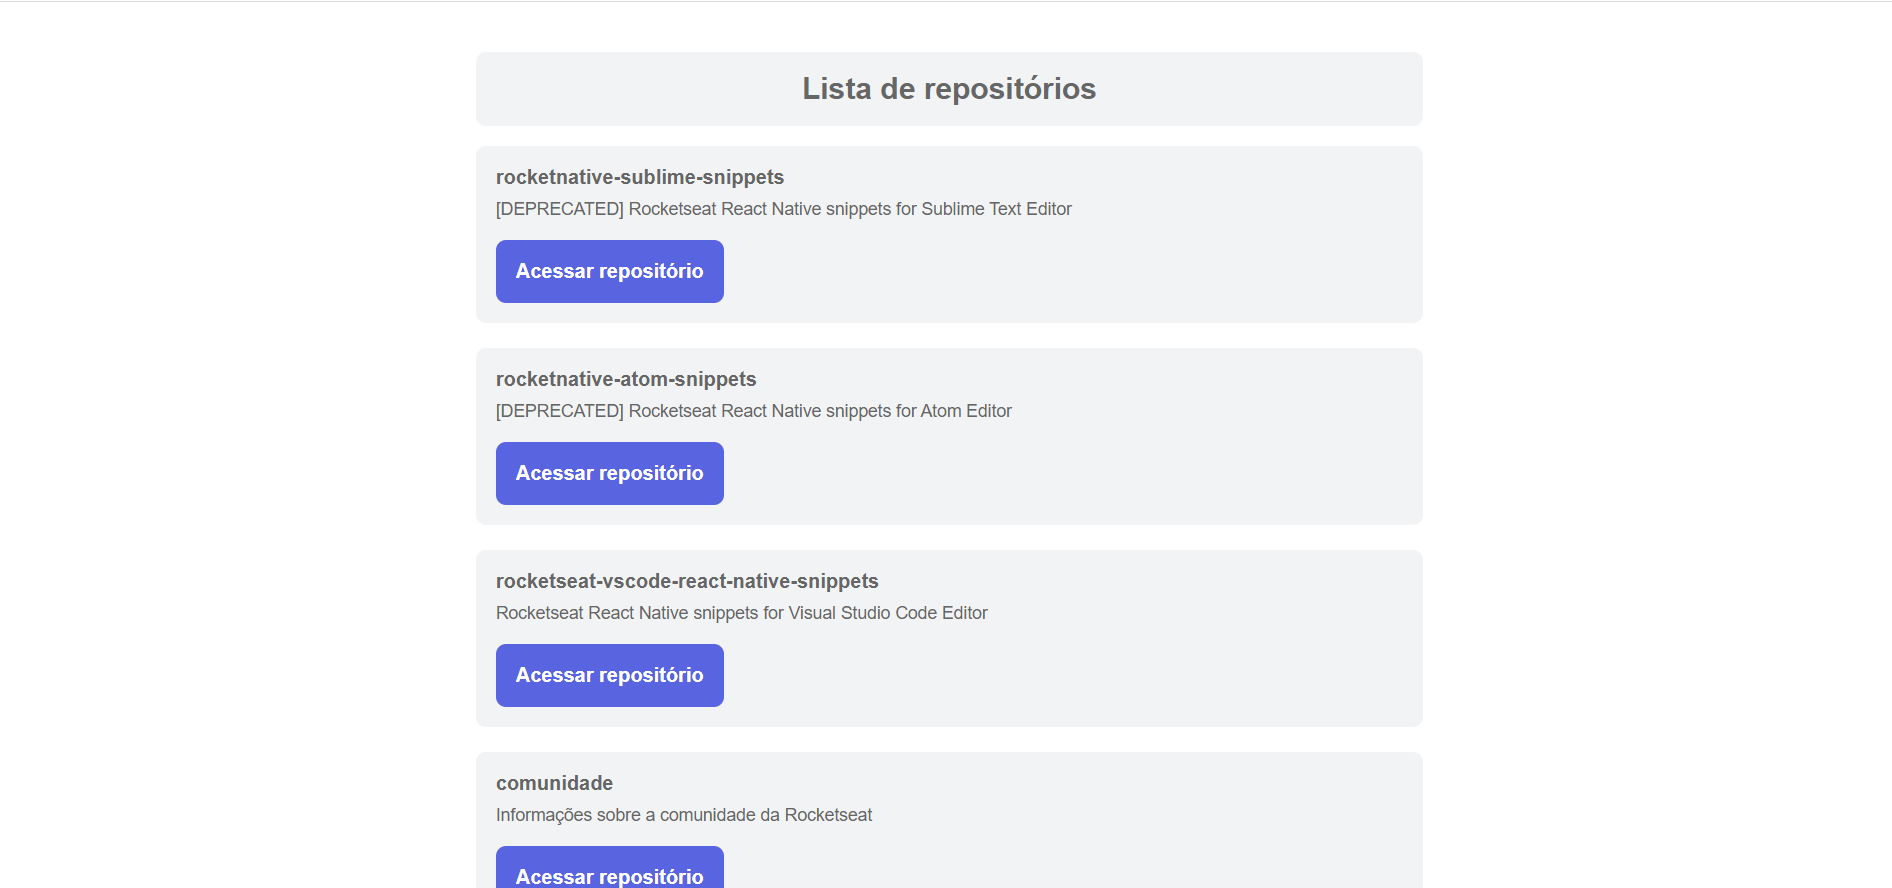 Lista de repositórios
rocketnative-sublime-snippets
[DEPRECATED] Rocketseat React Native snippets for Sublime Text Editor
Acessar repositório
rocketnative-atom-snippets
[DEPRECATED] Rocketseat React Native snippets for Atom Editor
Acessar repositório
rocketseat-vscode-react-native-snippets
Rocketseat React Native snippets for Visual Studio Code Editor
Acessar repositório
comunidade
Informações sobre a comunidade da Rocketseat
Acessar repositório